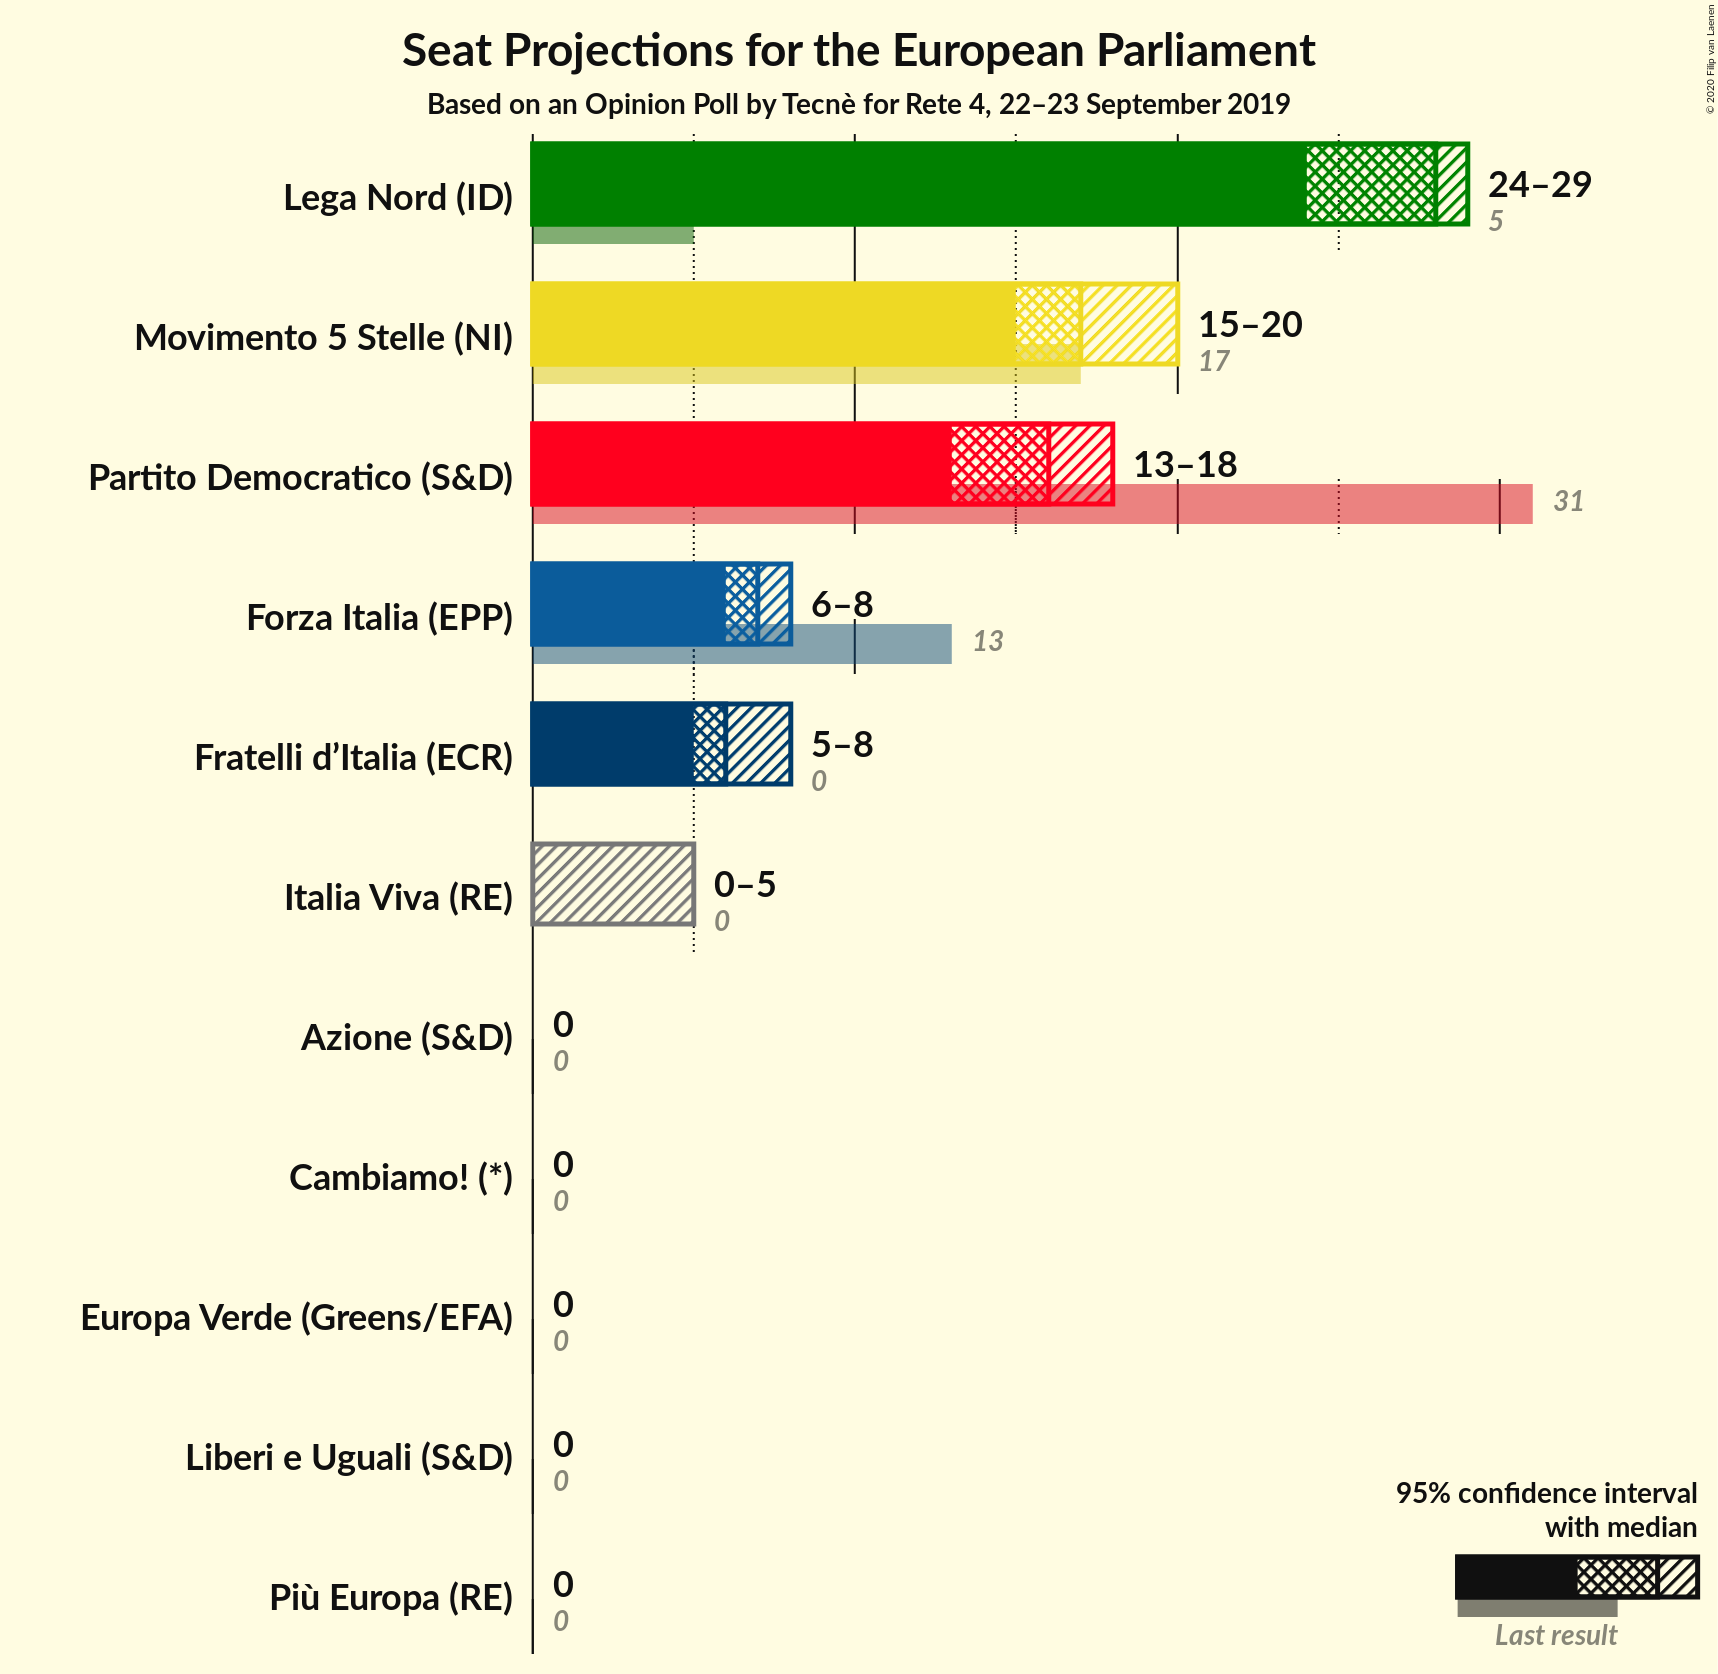 Seat Projections for the European Parliament
Based on an Opinion Poll by Tecnè for Rete 4, 22–23 September 2019
© 2020 Filip van Laenen
Lega Nord (ID)
24–29
5
Movimento 5 Stelle (NI)
15–20
17
Partito Democratico (S&D)
13–18
31
Forza Italia (EPP)
6–8
13
Fratelli d’Italia (ECR)
5–8
0
Italia Viva (RE)
0–5
0
Azione (S&D)
0
0
Cambiamo! (*)
0
0
Europa Verde (Greens/EFA)
0
0
Liberi e Uguali (S&D)
0
0
Più Europa (RE)
0
0
95% confidence interval
with median
Last result